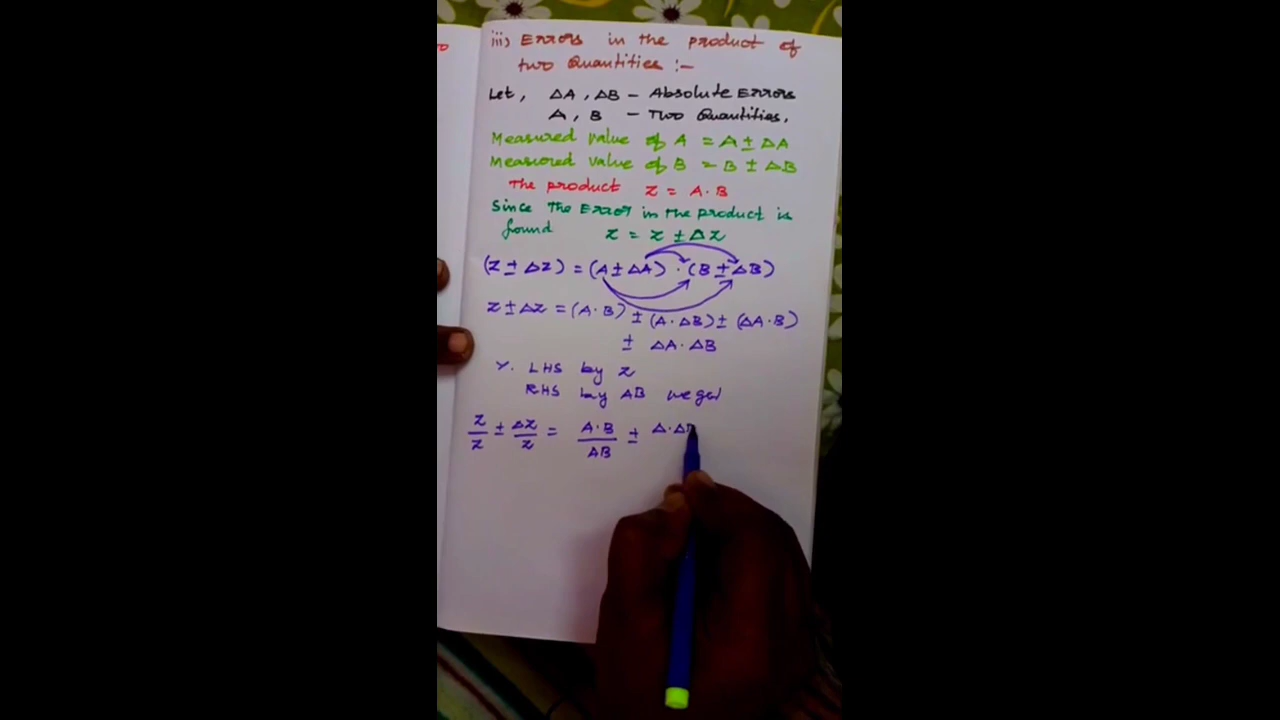 iii) Errors in the product of
two Quantities :-
Let, ΔA, ΔB - Absolute Errors
A, B - Two Quantities,
Measured value of A = A ± ΔA
Measured value of B = B ± ΔB
The product Z = A·B
Since the Error in the product is
found Z = Z ± ΔZ
(Z ± ΔZ) = (A ± ΔA) · (B ± ΔB)
Z ± ΔZ = (A·B) ± (A·ΔB) ± (ΔA·B)
± ΔA·ΔB
LHS by Z
RHS by AB we get
Z/Z ± ΔZ/Z = A·B/AB ±